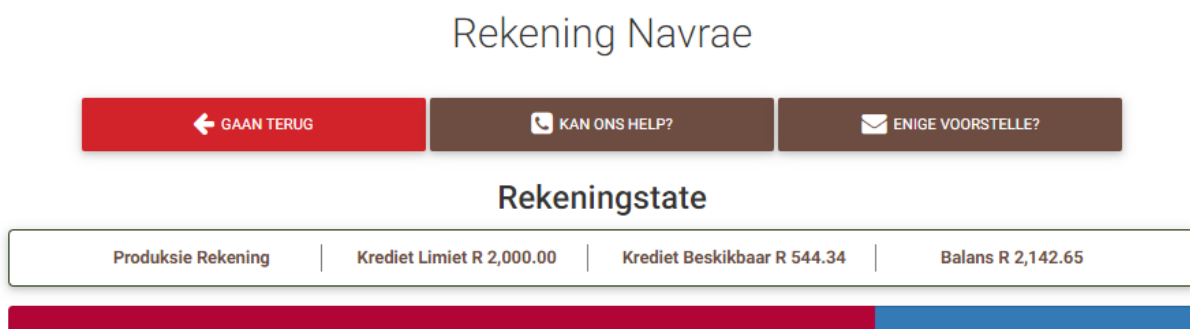 Rekening Navrae
GAAN TERUG
KAN ONS HELP?
ENIGE VOORSTELLE?
Rekeningstate
Produksie Rekening
Krediet Limiet R 2,000.00
Krediet Beskikbaar R 544.34
Balans R 2,142.65